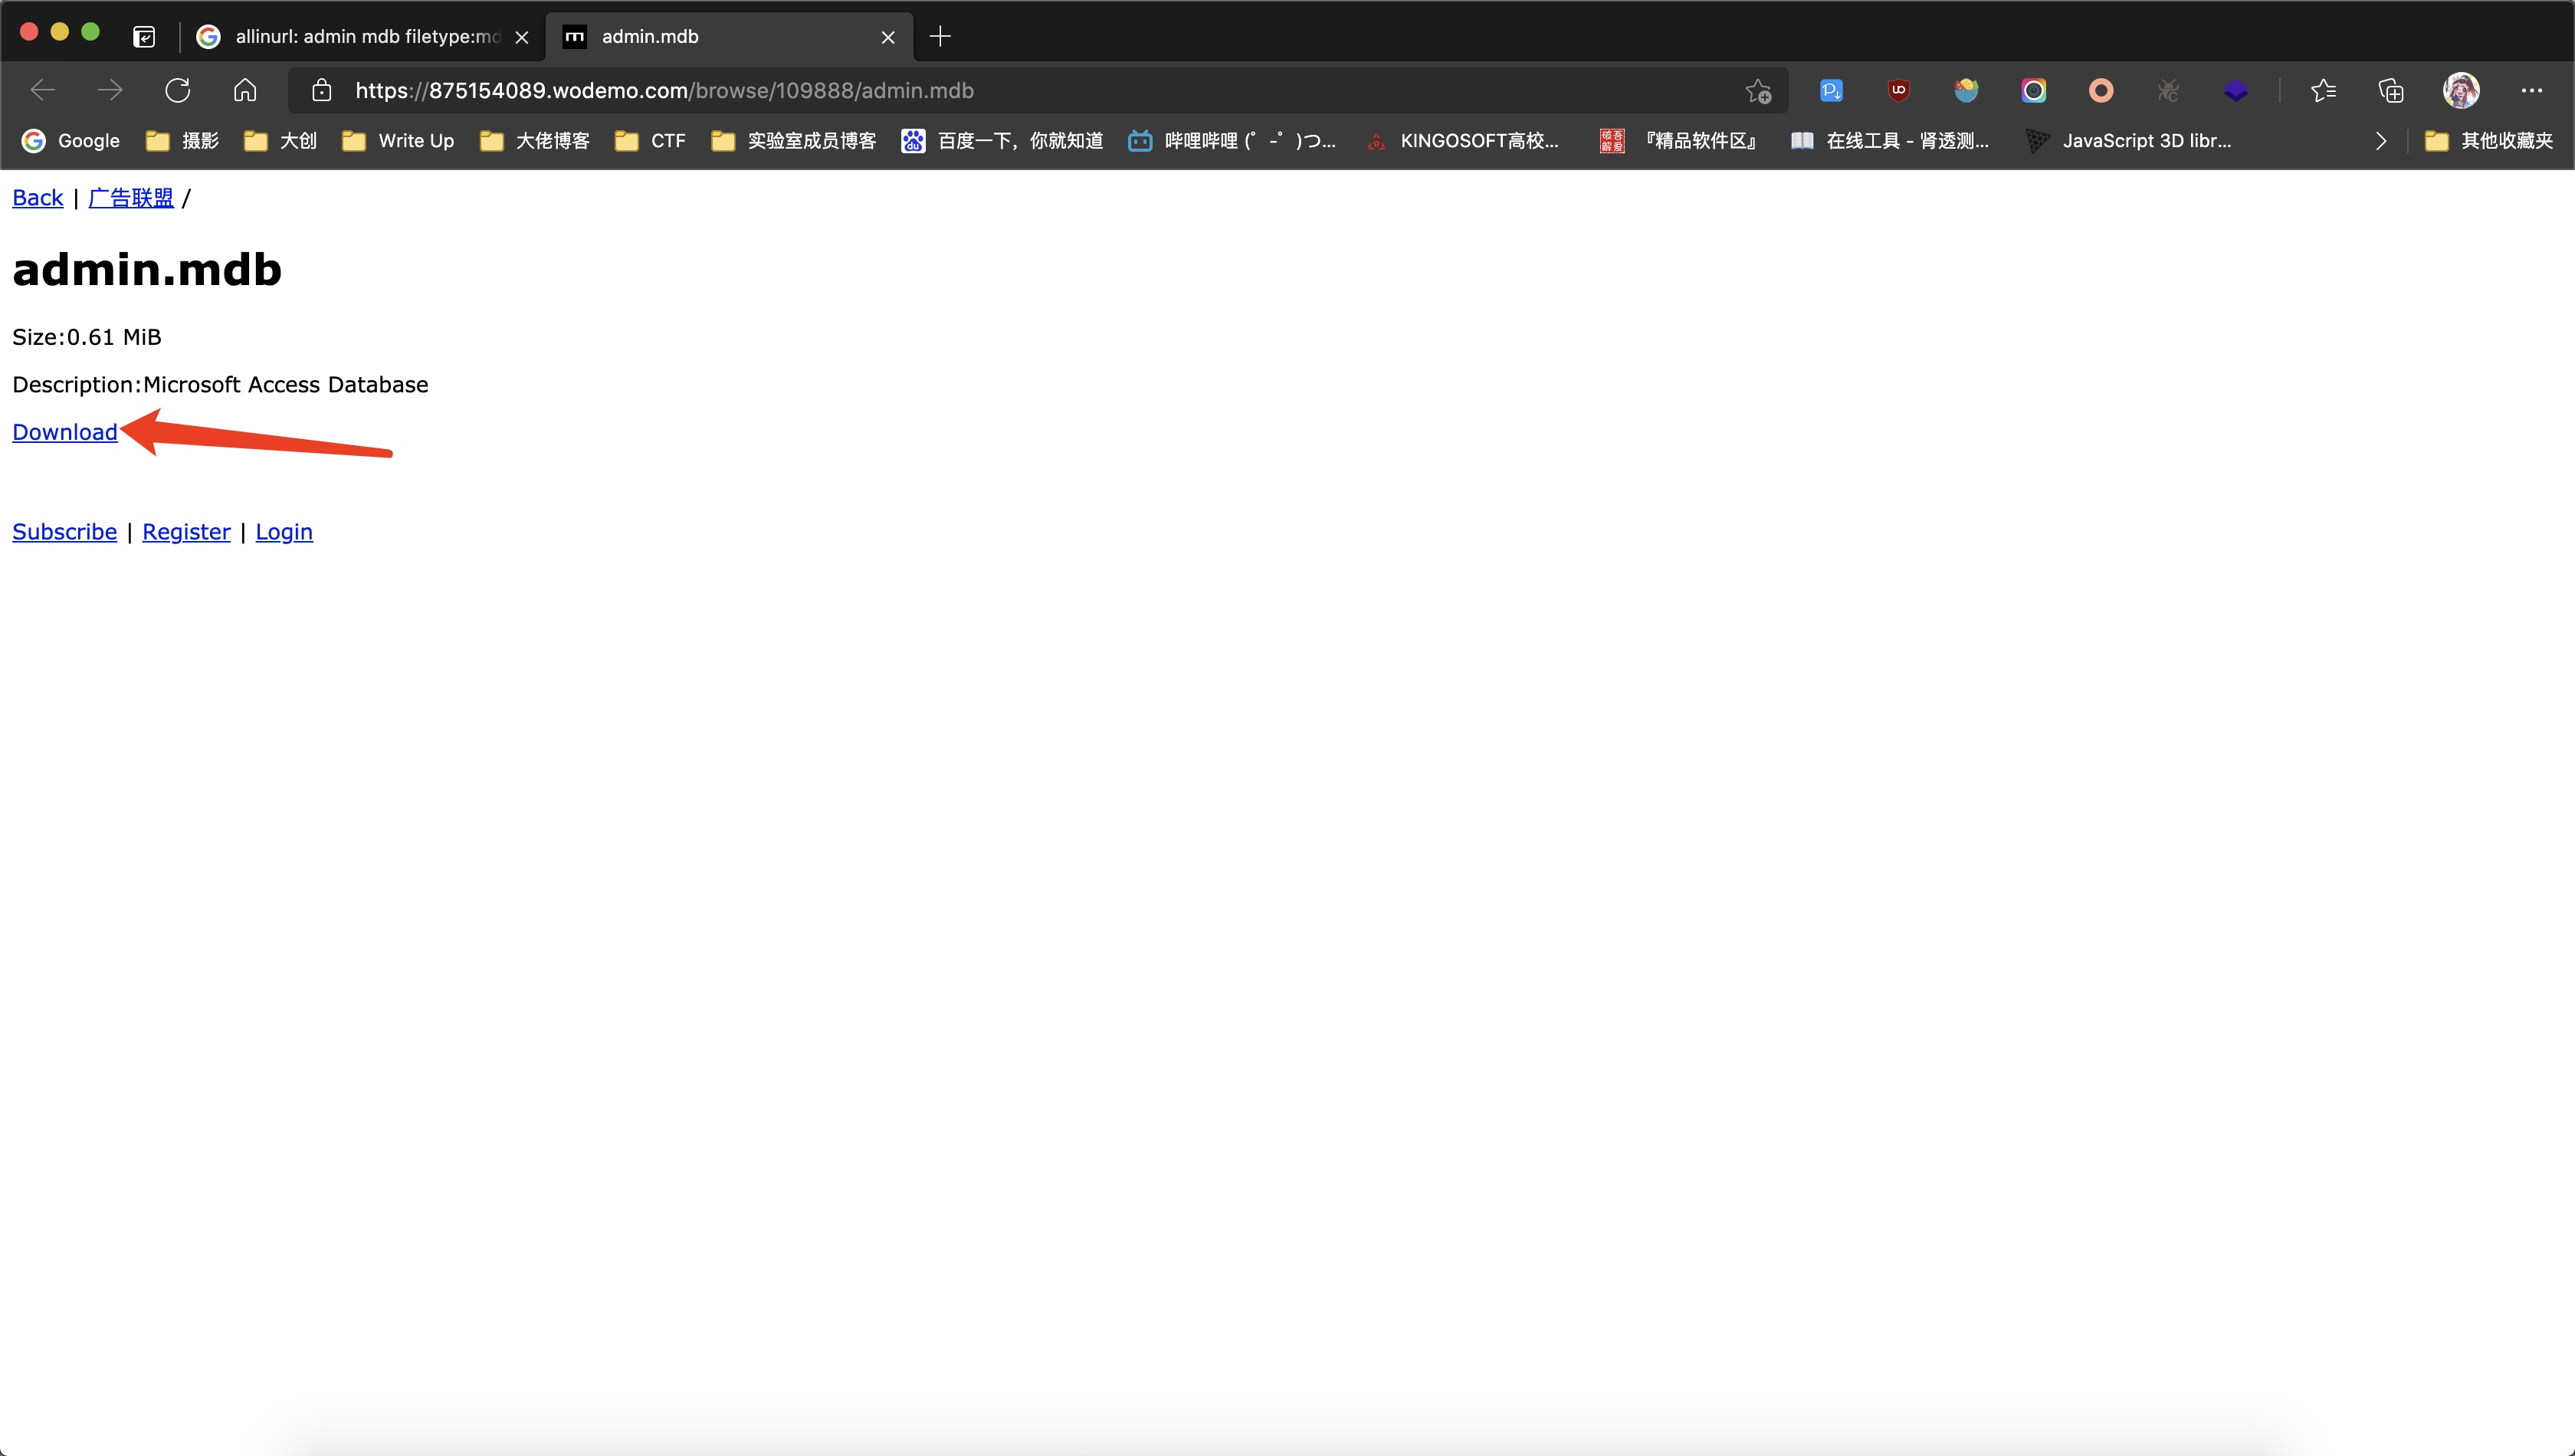 allinurl: admin mdb filetype:md
admin.mdb
https://875154089.wodemo.com/browse/109888/admin.mdb
Google 摄影 大创 Write Up 大佬博客 CTF 实验室成员博客 百度一下，你就知道 哔哩哔哩 (゜-゜)つ... KINGOSOFT高校... 『精品软件区』 在线工具 - 肾透测... JavaScript 3D libr... 其他收藏夹
Back | 广告联盟 /
admin.mdb
Size:0.61 MiB
Description:Microsoft Access Database
Download
Subscribe | Register | Login